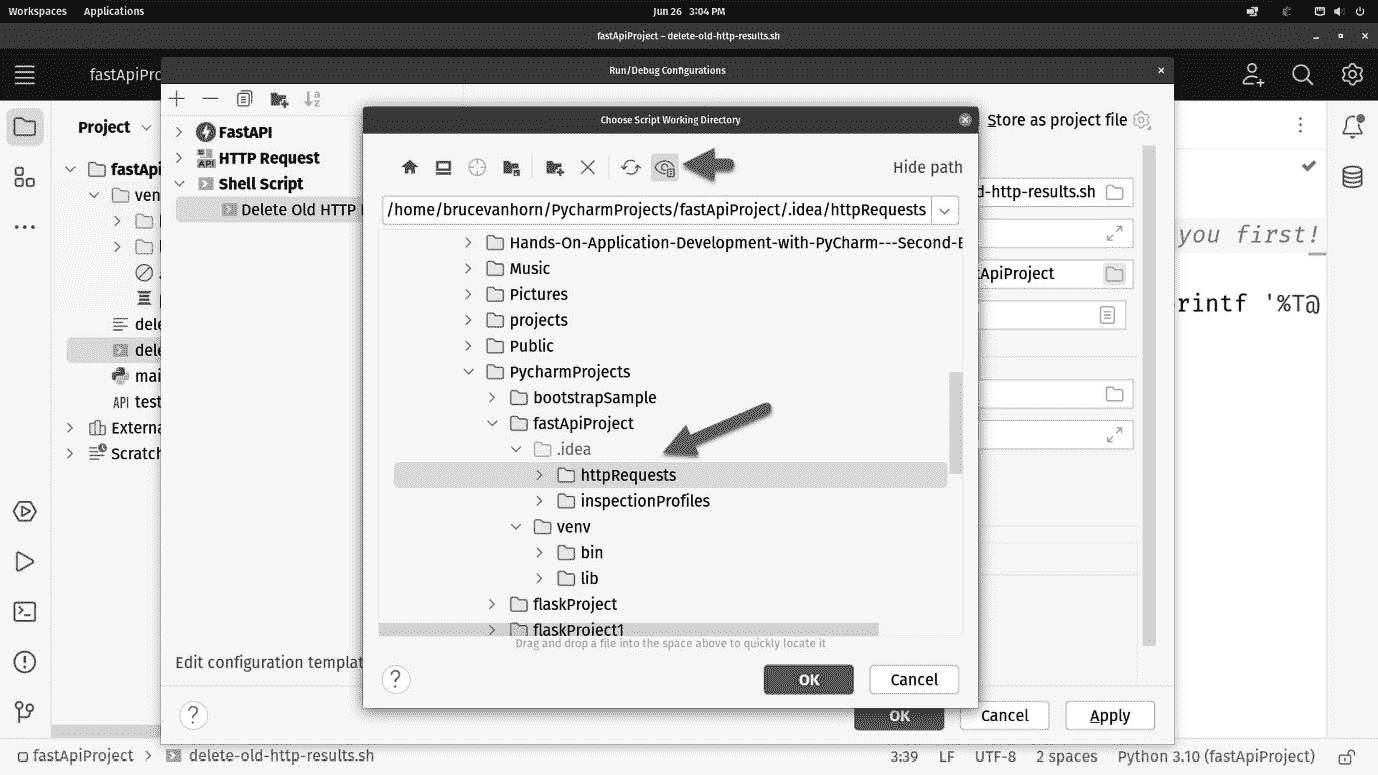 Workspaces Applications Jun 26 3:04 PM
fastApiProject – delete-old-http-results.sh
fastApiPro
Run/Debug Configurations
Project
fastApi
ven
dele
dele
mai
API test
Externa
Scratch
FastAPI
API HTTP Request
Shell Script
Delete Old HTTP
Edit configuration templat
Choose Script Working Directory
Hide path
/home/brucevanhorn/PycharmProjects/fastApiProject/.idea/httpRequests
Hands-On-Application-Development-with-PyCharm---Second-E
Music
Pictures
projects
Public
PycharmProjects
bootstrapSample
fastApiProject
.idea
httpRequests
inspectionProfiles
venv
bin
lib
flaskProject
flaskProject1
Drag and drop a file into the space above to quickly locate it
? OK Cancel
Store as project file
d-http-results.sh
ApiProject
you first!
rintf '%T@
? OK Cancel Apply
fastApiProject > delete-old-http-results.sh 3:39 LF UTF-8 2 spaces Python 3.10 (fastApiProject)